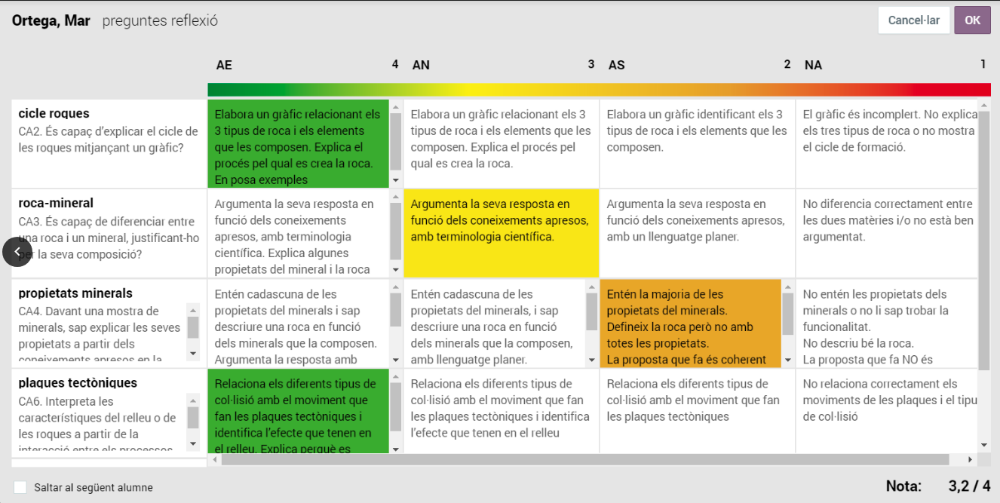 Ortega, Mar preguntes reflexió
Cancel·lar
OK
AE 4 AN 3 AS 2 NA 1
cicle roques
CA2. És capaç d'explicar el cicle de
les roques mitjançant un gràfic?
Elabora un gràfic relacionant els
3 tipus de roca i els elements
que les composen. Explica el
procés pel qual es crea la roca.
En posa exemples
Elabora un gràfic relacionant els 3
tipus de roca i els elements que les
composen. Explica el procés pel
qual es crea la roca.
Elabora un gràfic identificant els 3
tipus de roca i els elements que les
composen.
El gràfic és incomplert. No explica
els tres tipus de roca o no mostra
el cicle de formació.
roca-mineral
CA3. És capaç de diferenciar entre
una roca i un mineral, justificant-ho
per la seva composició?
Argumenta la seva resposta en
funció dels coneixements
apresos, amb terminologia
científica. Explica algunes
propietats del mineral i la roca
Argumenta la seva resposta en
funció dels coneixements apresos,
amb terminologia científica.
Argumenta la seva resposta en
funció dels coneixements apresos,
amb un llenguatge planer.
No diferencia correctament entre
les dues matèries i/o no està ben
argumentat.
propietats minerals
CA4. Davant una mostra de
minerals, sap explicar les seves
propietats a partir dels
coneixements apresos en la
Entén cadascuna de les
propietats del minerals i sap
descriure una roca en funció
dels minerals que la composen.
Argumenta la resposta amb
Entén cadascuna de les
propietats del minerals, i sap
descriure una roca en funció
dels minerals que la composen,
amb llenguatge planer.
Entén la majoria de les
propietats del minerals.
Defineix la roca però no amb
totes les propietats.
La proposta que fa és coherent
No entén les propietats dels
minerals o no li sap trobar la
funcionalitat.
No descriu bé la roca.
La proposta que fa NO és
plaques tectòniques
CA6. Interpreta les
característiques del relleu o de
les roques a partir de la
interacció entre els processos
Relaciona els diferents tipus de
col·lisió amb el moviment que
fan les plaques tectòniques i
identifica l'efecte que tenen en
el relleu. Explica perquè es
Relaciona els diferents tipus de
col·lisió amb el moviment que fan
les plaques tectòniques i identifica
l'efecte que tenen en el relleu
Relaciona els diferents tipus de
col·lisió amb el moviment que fan
les plaques tectòniques
No relaciona correctament els
moviments de les plaques i el tipu
de col·lisió
Saltar al següent alumne
Nota: 3,2 / 4